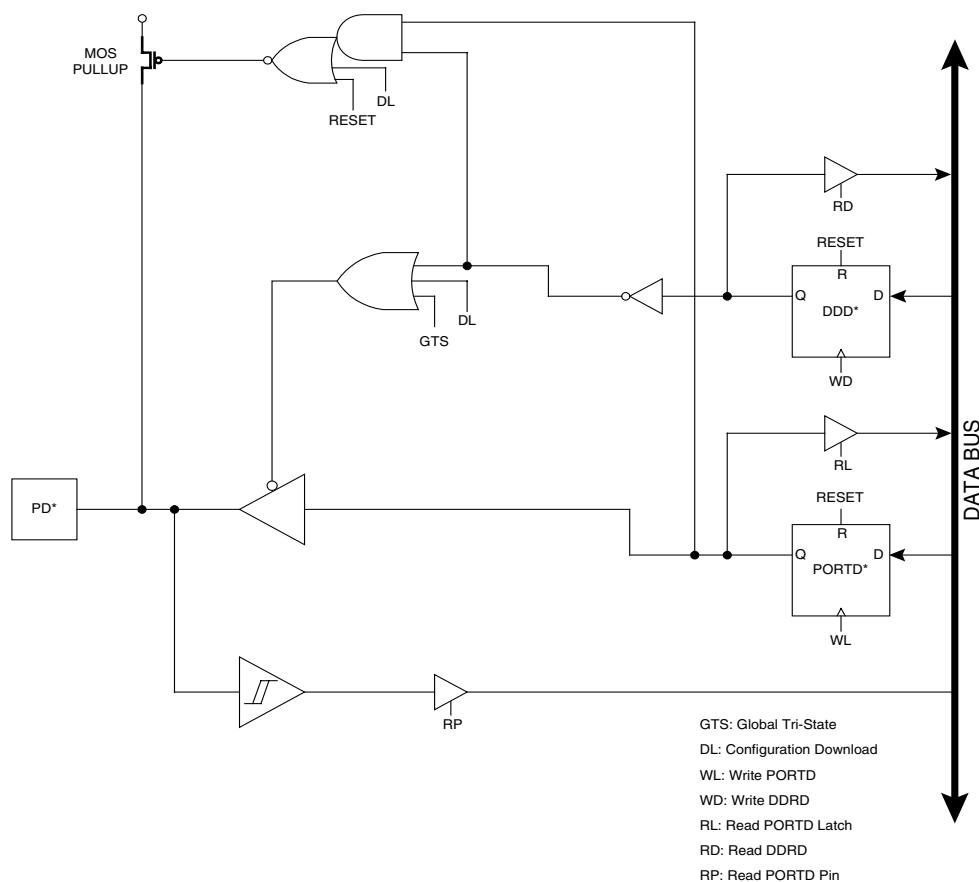 MOS
PULLUP
DL
RESET
RD
RESET
R
Q
D
DDD*
DL
GTS
WD
RL
DATA BUS
RESET
PD*
R
Q
D
PORTD*
WL
RP
GTS: Global Tri-State
DL: Configuration Download
WL: Write PORTD
WD: Write DDRD
RL: Read PORTD Latch
RD: Read DDRD
RP: Read PORTD Pin